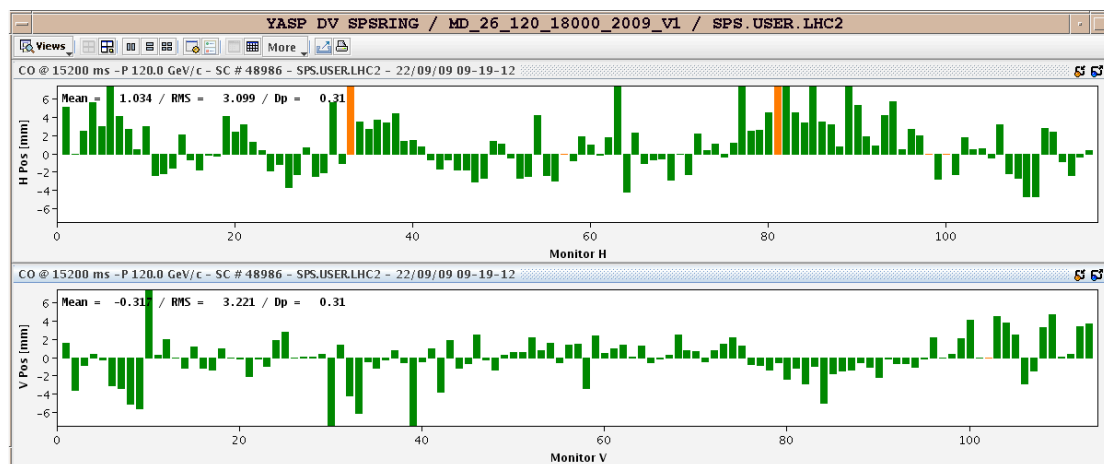 YASP DV SPSRING / MD_26_120_18000_2009_V1 / SPS.USER.LHC2
Views More
CO @ 15200 ms -P 120.0 GeV/c - SC # 48986 - SPS.USER.LHC2 - 22/09/09 09-19-12
Mean = 1.034 / RMS = 3.099 / Dp = 0.31
H Pos [mm]
6
4
2
0
-2
-4
-6
0 20 40 60 80 100
Monitor H
CO @ 15200 ms -P 120.0 GeV/c - SC # 48986 - SPS.USER.LHC2 - 22/09/09 09-19-12
Mean = -0.317 / RMS = 3.221 / Dp = 0.31
V Pos [mm]
6
4
2
0
-2
-4
-6
0 20 40 60 80 100
Monitor V